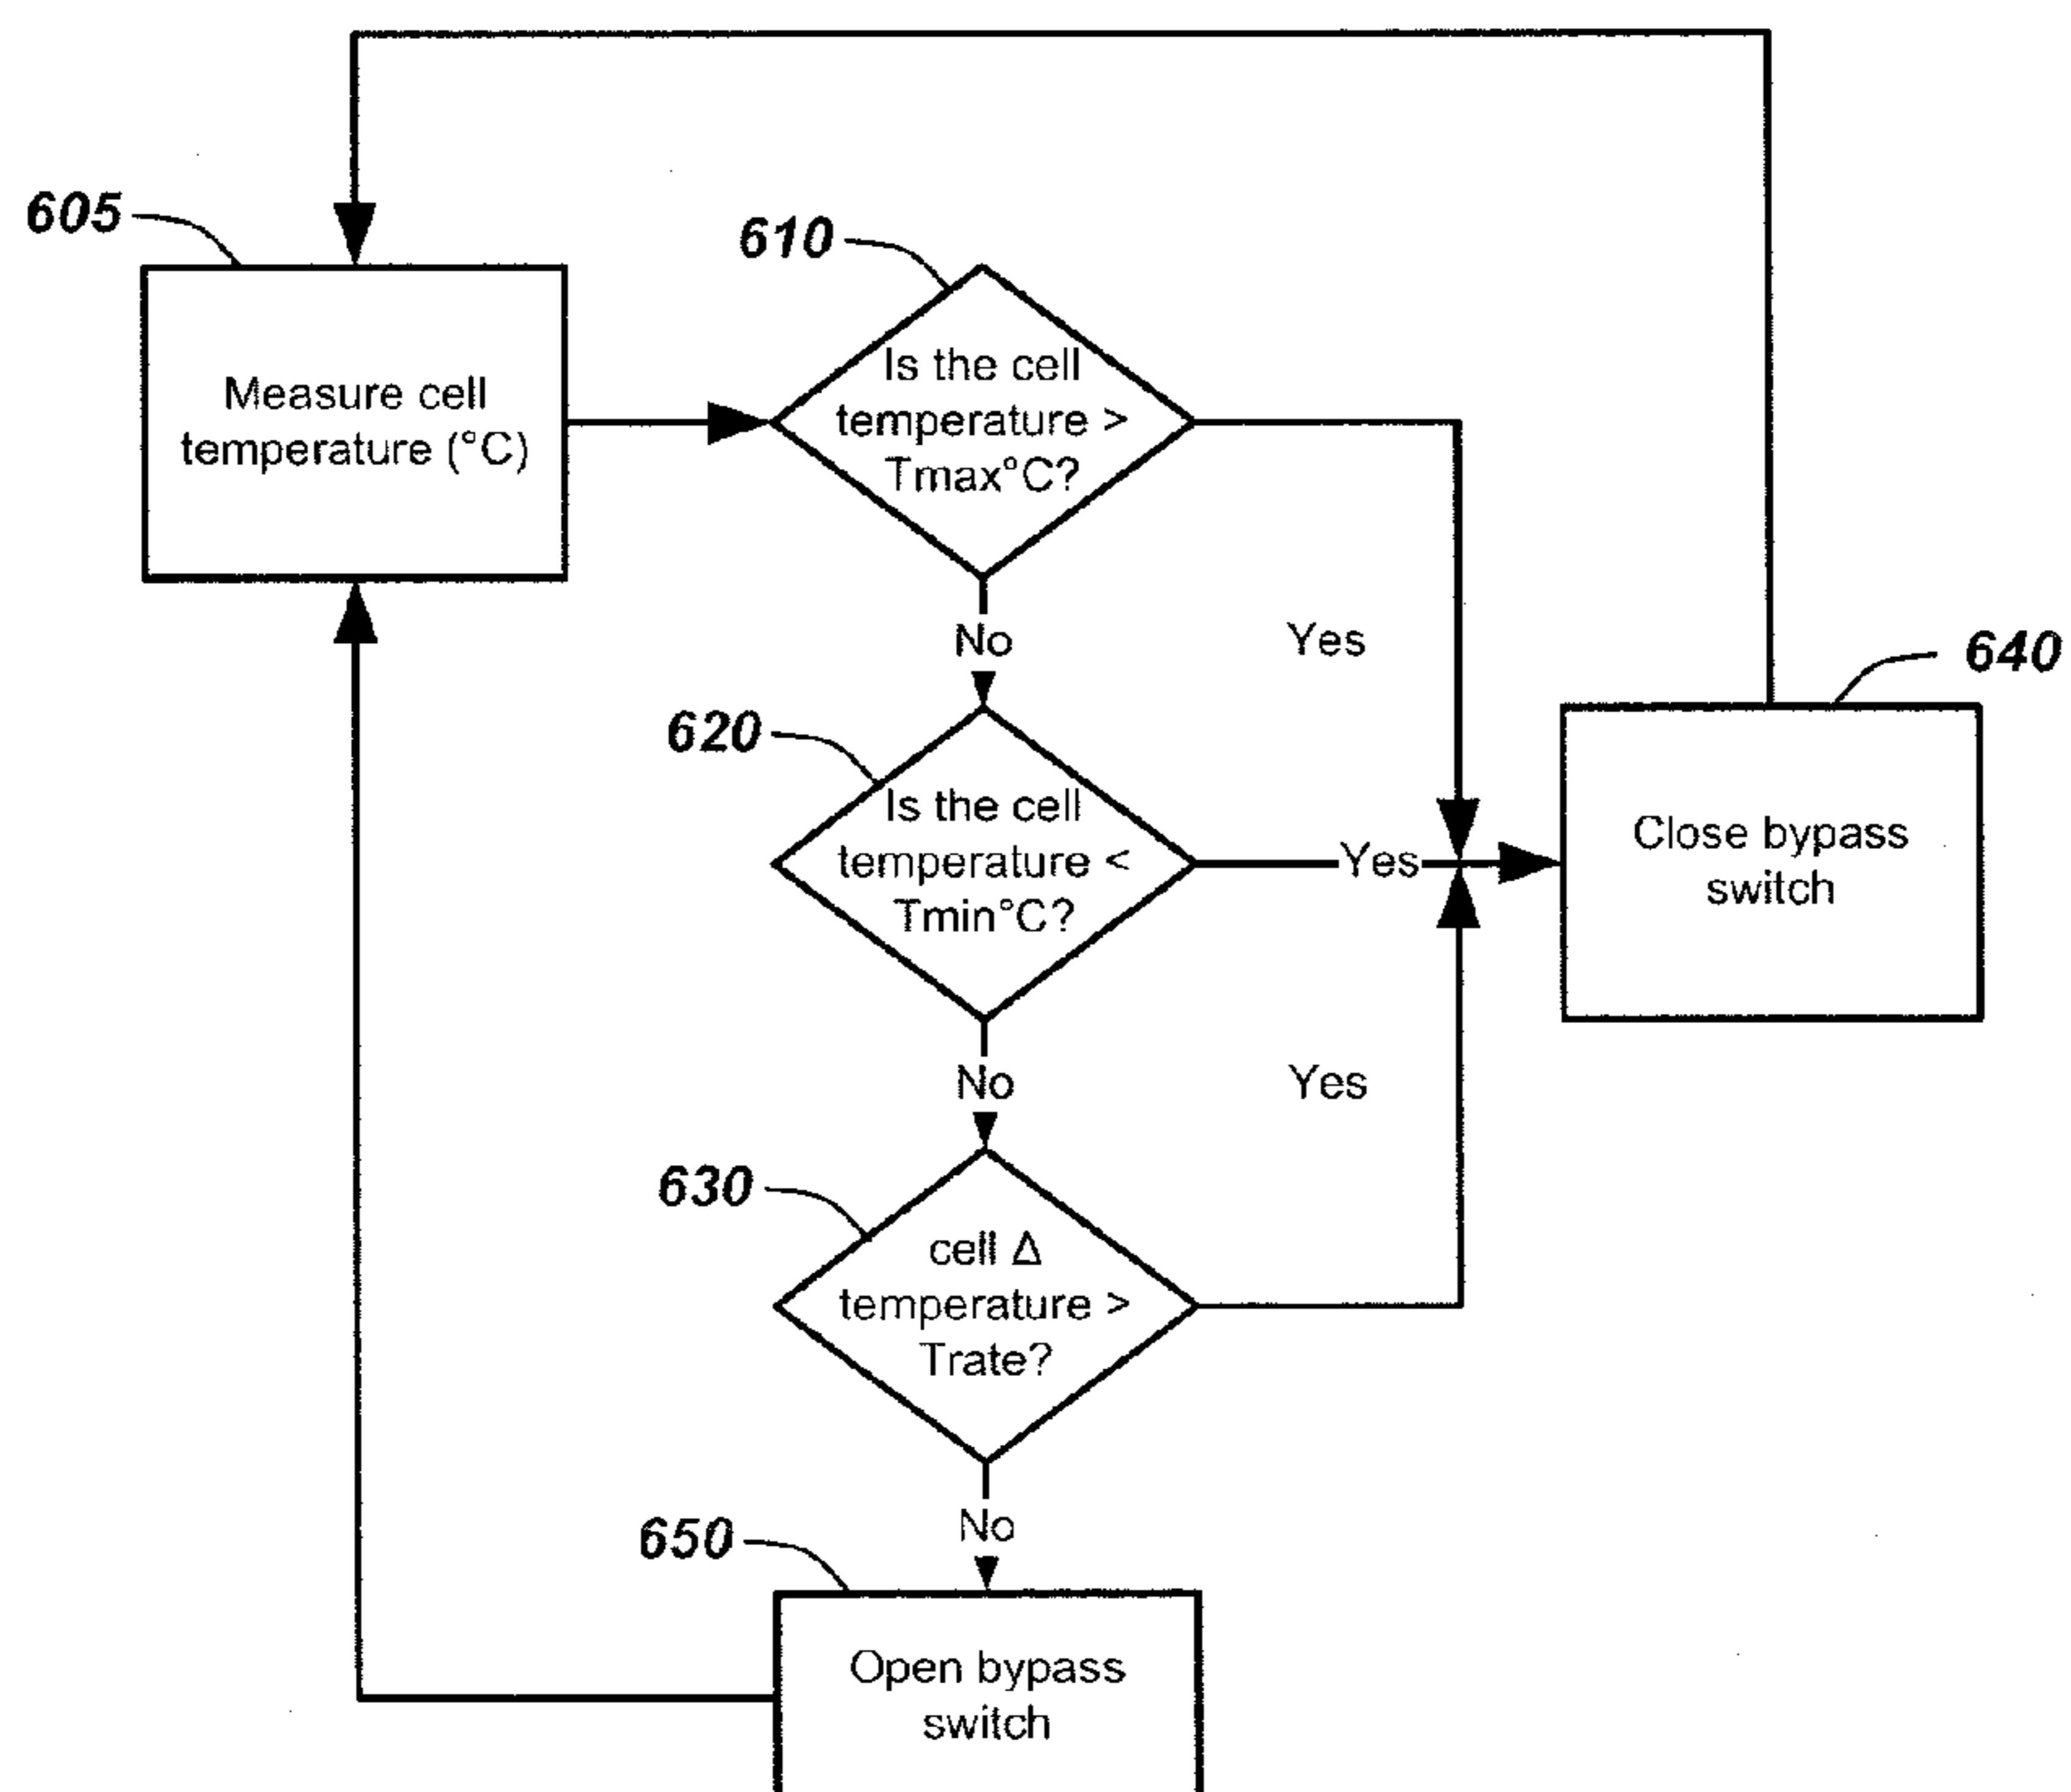 605
Measure cell
temperature (°C)
610
Is the cell
temperature >
Tmax°C?
No
Yes
620
Is the cell
temperature <
Tmin°C?
Yes
640
Close bypass
switch
No
Yes
630
cell Δ
temperature >
Trate?
No
650
Open bypass
switch